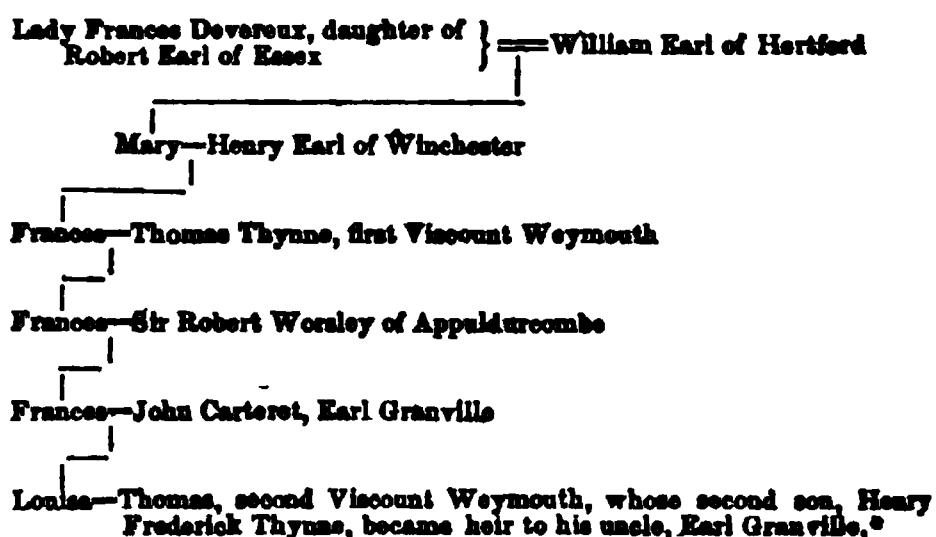 Lady Frances Devereux, daughter of
Robert Earl of Essex } William Earl of Hertford
Mary—Henry Earl of Winchester
Frances—Thomas Thynne, first Viscount Weymouth
Frances—Sir Robert Worsley of Appuldurcombe
Frances—John Carteret, Earl Granville
Louisa—Thomas, second Viscount Weymouth, whose second son, Henry
Frederick Thynne, became heir to his uncle, Earl Granville.*